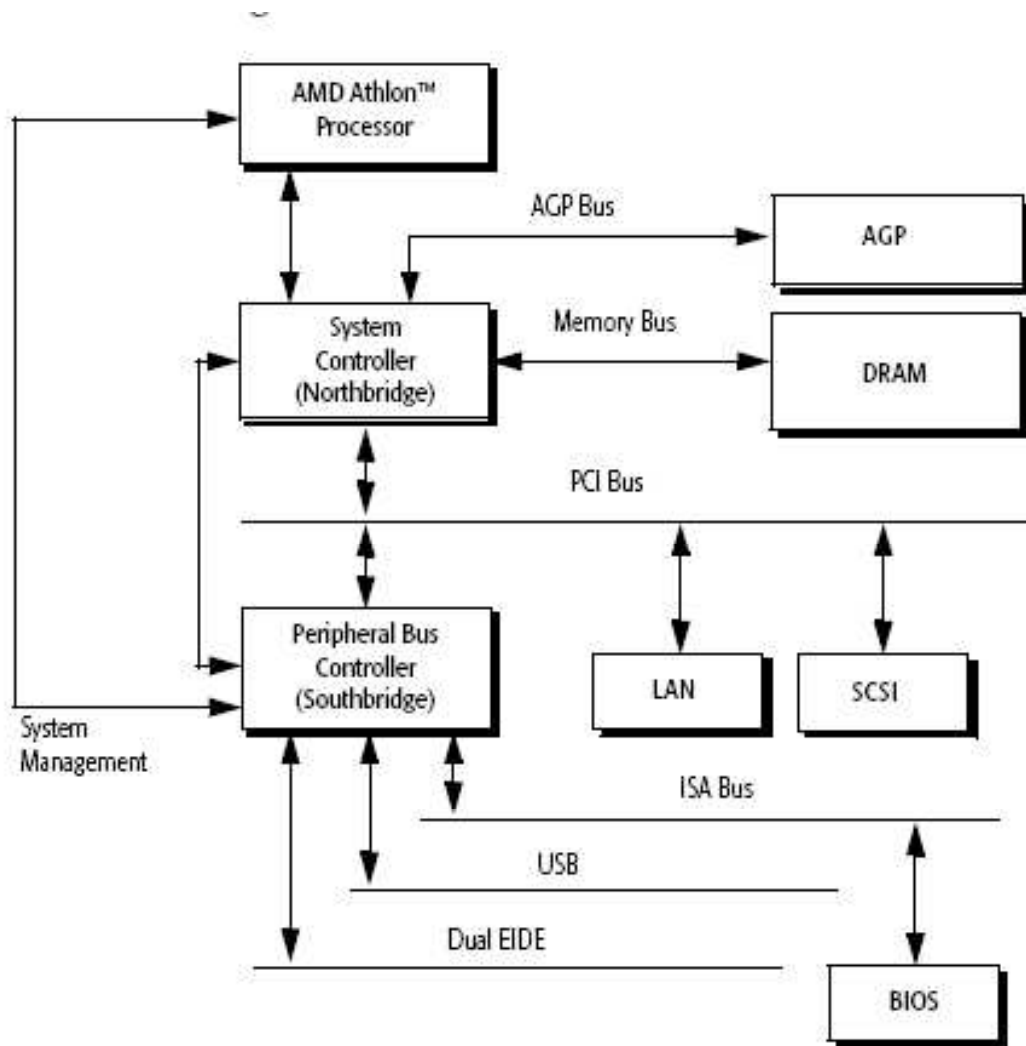 AMD Athlon™
Processor
AGP Bus
AGP
System
Controller
(Northbridge)
Memory Bus
DRAM
PCI Bus
Peripheral Bus
Controller
(Southbridge)
LAN
SCSI
System
Management
ISA Bus
USB
Dual EIDE
BIOS